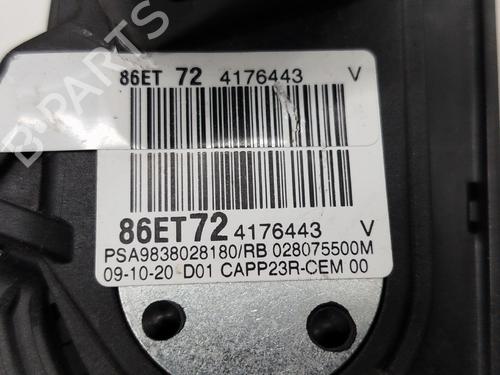 86ET 72 4176443 V
86ET72 4176443 V
PSA9838028180/RB 028075500M
09-10-20 D01 CAPP23R-CEM 00
B-PARTS